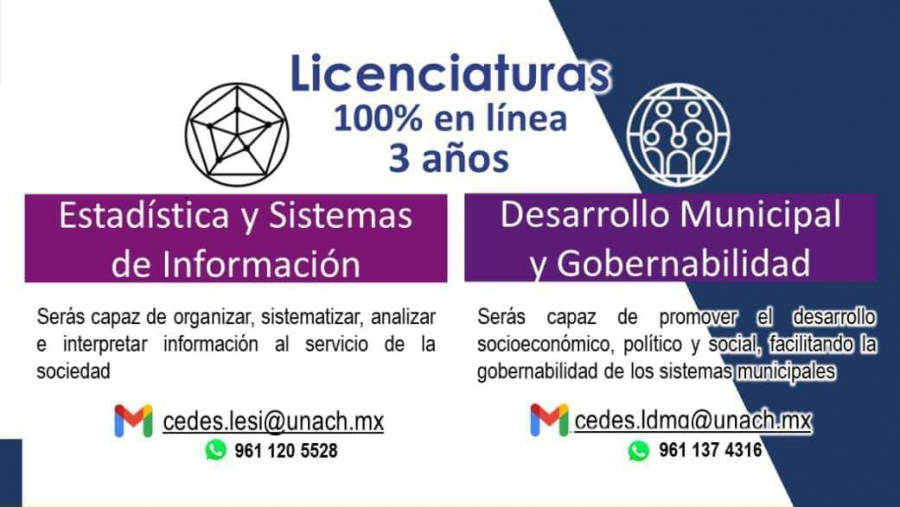 Licenciaturas
100% en línea
3 años
Estadística y Sistemas
de Información
Serás capaz de organizar, sistematizar, analizar
e interpretar información al servicio de la
sociedad
cedes.lesi@unach.mx
961 120 5528
Desarrollo Municipal
y Gobernabilidad
Serás capaz de promover el desarrollo
socioeconómico, político y social, facilitando la
gobernabilidad de los sistemas municipales
cedes.ldmg@unach.mx
961 137 4316